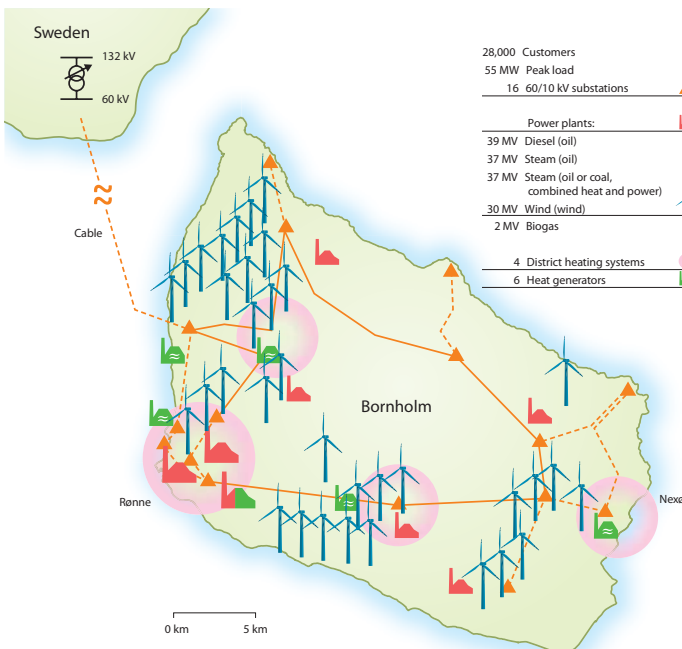 Sweden
132 kV
60 kV
Cable
28,000 Customers
55 MW Peak load
16 60/10 kV substations
Power plants:
39 MV Diesel (oil)
37 MV Steam (oil)
37 MV Steam (oil or coal,
combined heat and power)
30 MV Wind (wind)
2 MV Biogas
4 District heating systems
6 Heat generators
Bornholm
Rønne
Nexø
0 km 5 km